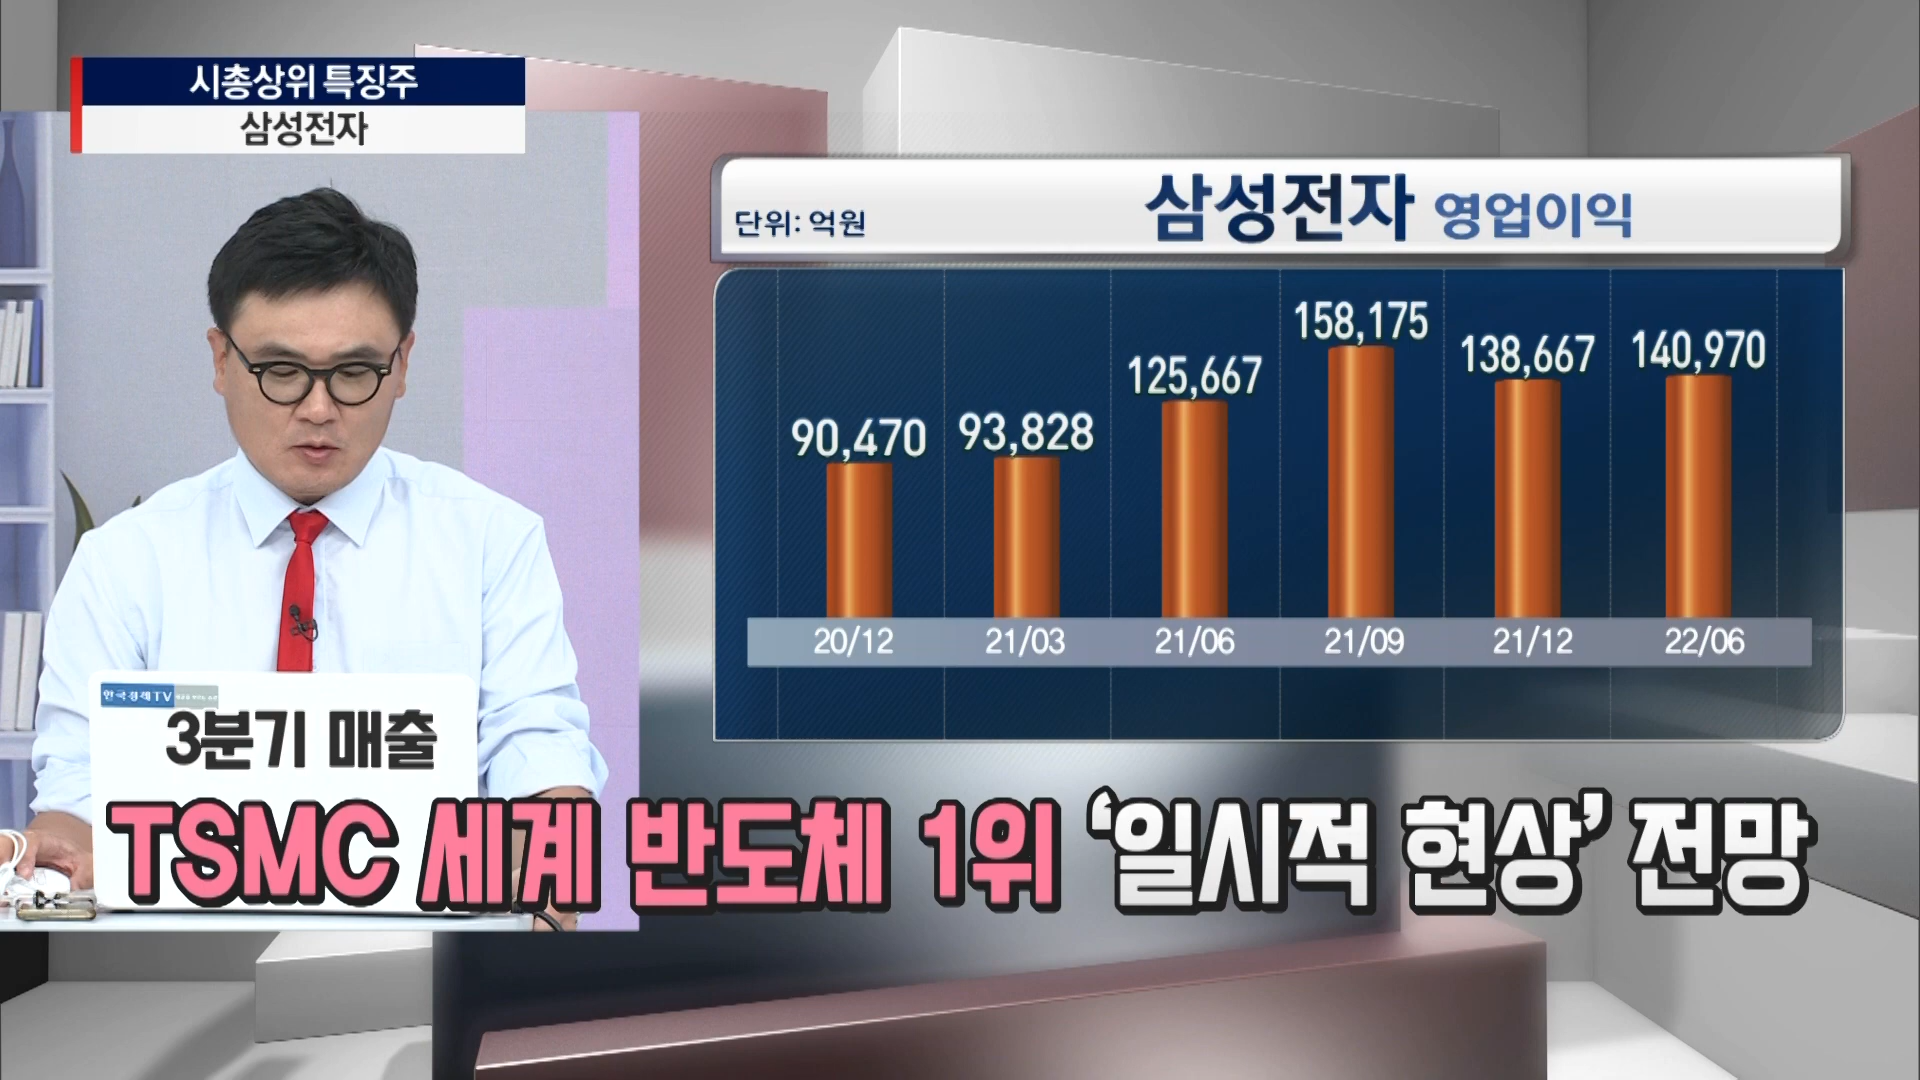 시총상위 특징주
삼성전자
단위: 억원
삼성전자 영업이익
90,470
93,828
125,667
158,175
138,667
140,970
20/12
21/03
21/06
21/09
21/12
22/06
한국경제TV
3분기 매출
TSMC 세계 반도체 1위 ‘일시적 현상’ 전망